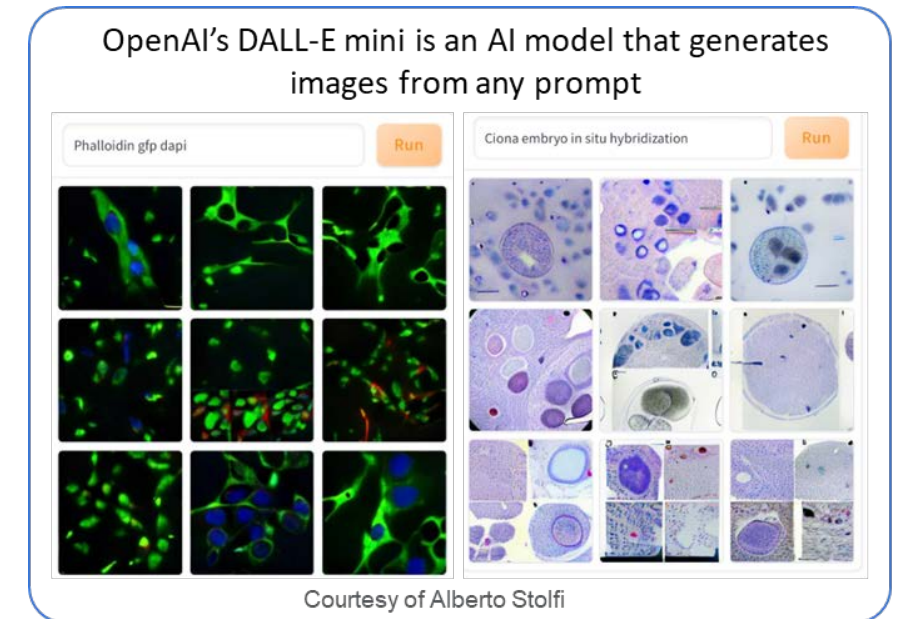 OpenAI's DALL-E mini is an AI model that generates
images from any prompt
Phalloidin gfp dapi
Run
Ciona embryo in situ hybridization
Run
Courtesy of Alberto Stolfi